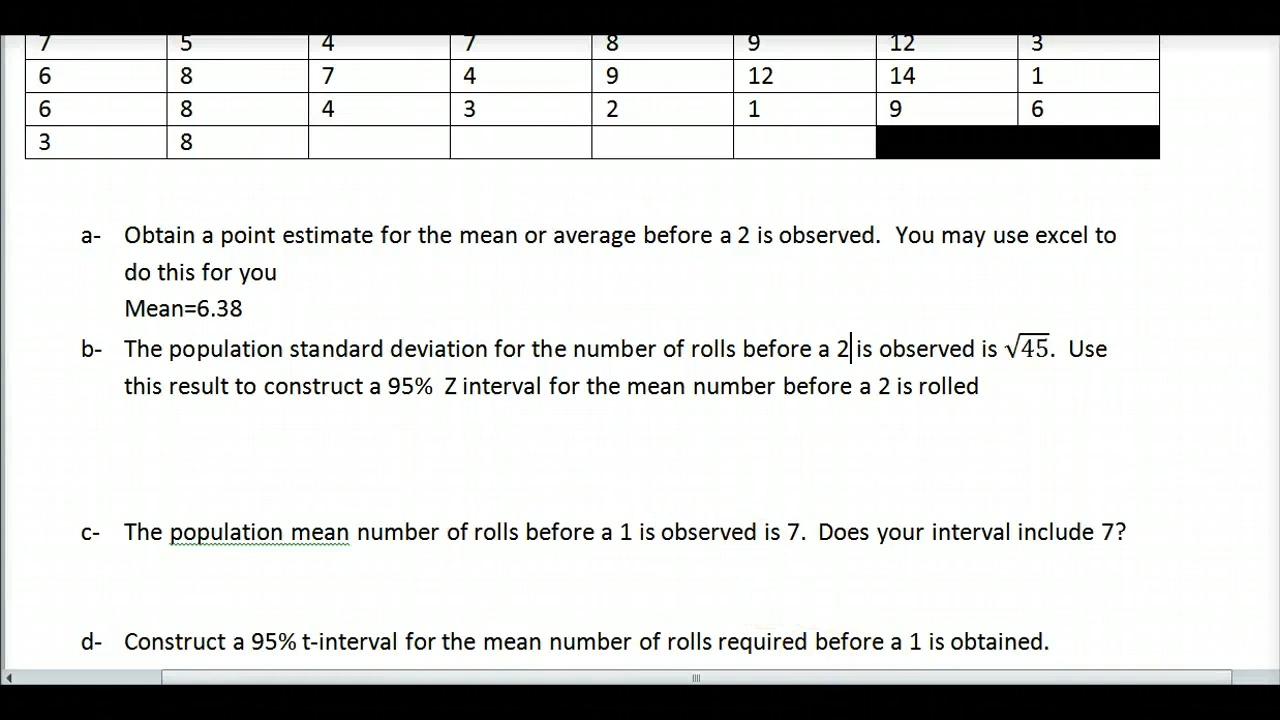 7 5 4 7 8 9 12 3
6 8 7 4 9 12 14 1
6 8 4 3 2 1 9 6
3 8
a- Obtain a point estimate for the mean or average before a 2 is observed. You may use excel to
do this for you
Mean=6.38
b- The population standard deviation for the number of rolls before a 2 is observed is √45. Use
this result to construct a 95% Z interval for the mean number before a 2 is rolled
c- The population mean number of rolls before a 1 is observed is 7. Does your interval include 7?
d- Construct a 95% t-interval for the mean number of rolls required before a 1 is obtained.